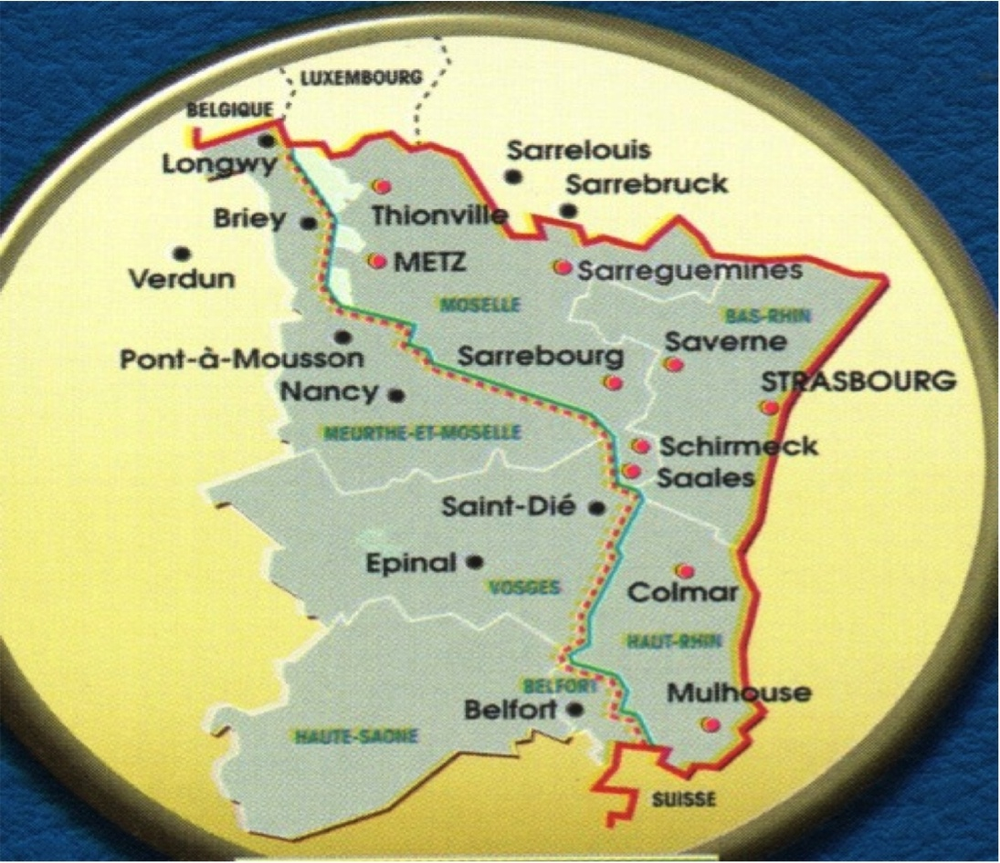 LUXEMBOURG
BELGIQUE
Longwy
Sarrelouis
Sarrebruck
Briey
Thionville
Verdun
METZ
Sarreguemines
MOSELLE
BAS-RHIN
Pont-à-Mousson
Sarrebourg
Saverne
STRASBOURG
Nancy
MEURTHE-ET-MOSELLE
Schirmeck
Saales
Saint-Dié
Epinal
VOSGES
Colmar
HAUT-RHIN
BELFORT
Belfort
Mulhouse
HAUTE-SAONE
SUISSE